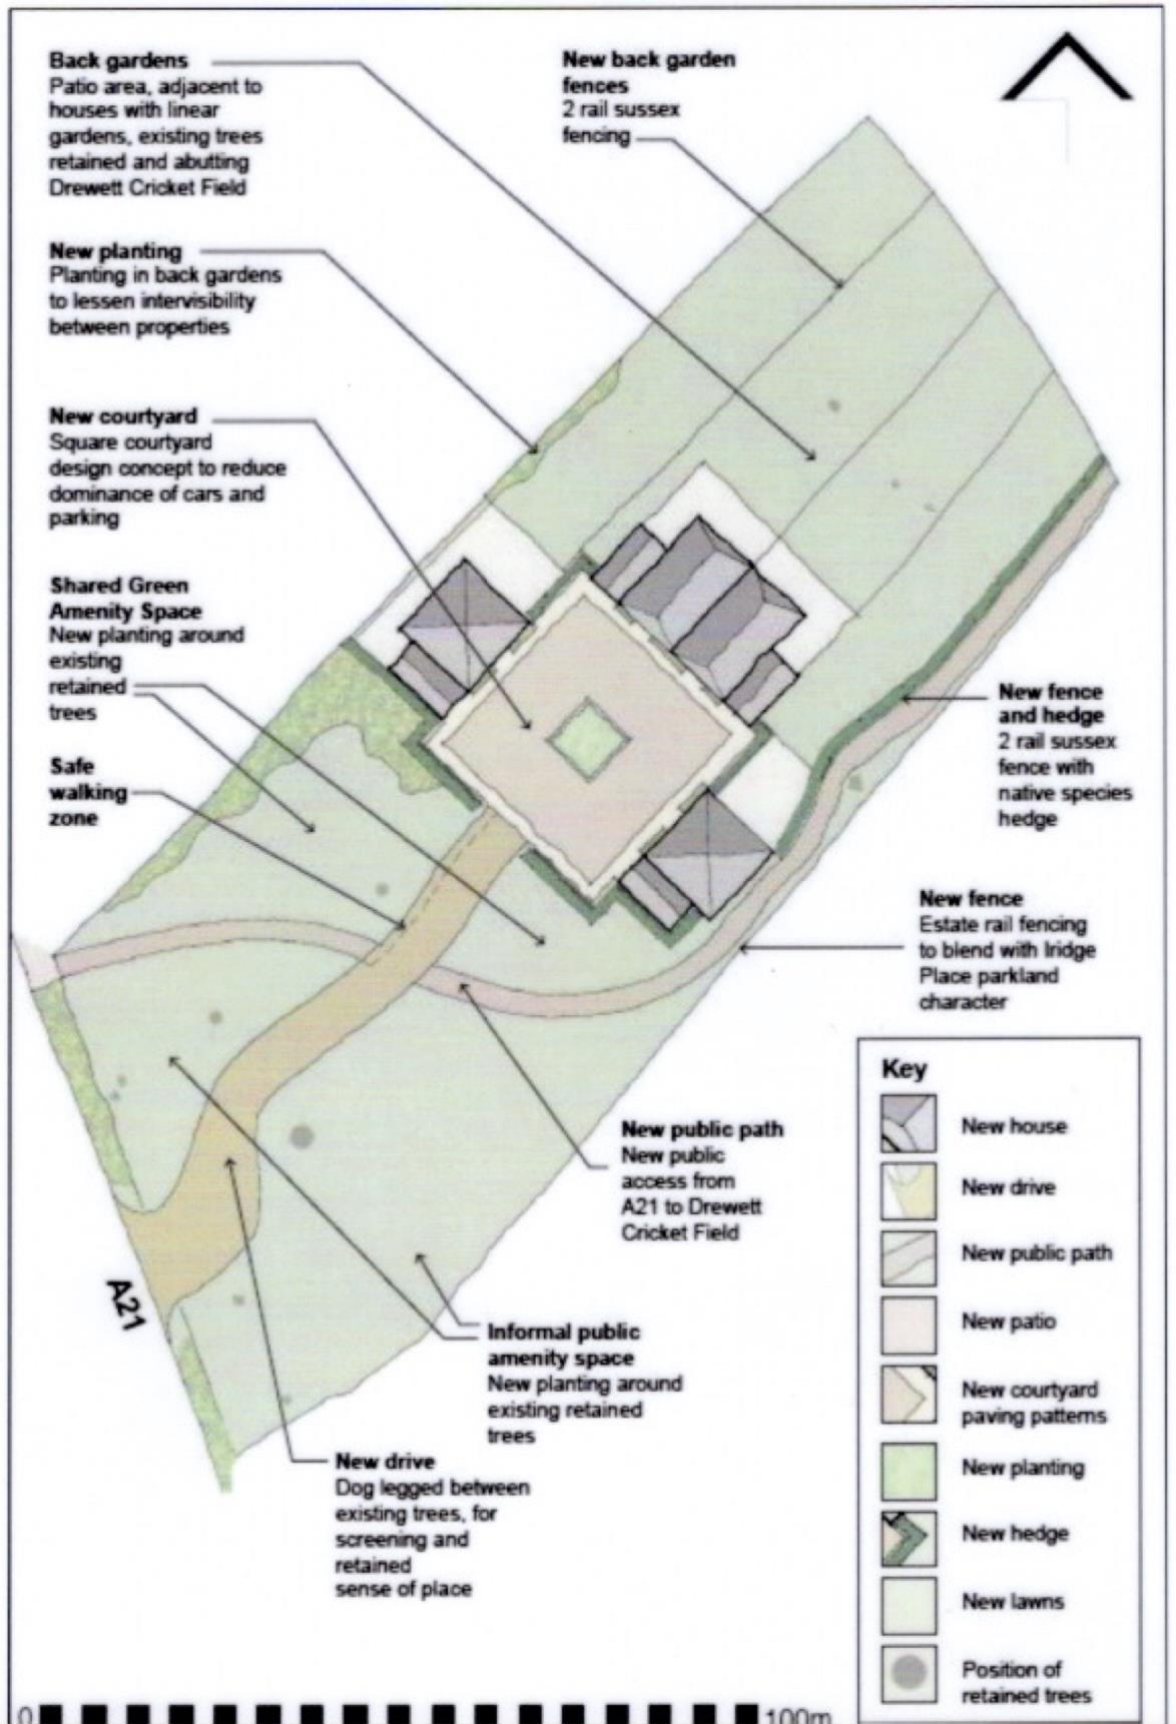 Back gardens
Patio area, adjacent to
houses with linear
gardens, existing trees
retained and abutting
Drewett Cricket Field
New back garden
fences
2 rail sussex
fencing
New planting
Planting in back gardens
to lessen intervisibility
between properties
New courtyard
Square courtyard
design concept to reduce
dominance of cars and
parking
Shared Green
Amenity Space
New planting around
existing
retained
trees
Safe
walking
zone
New fence
and hedge
2 rail sussex
fence with
native species
hedge
New fence
Estate rail fencing
to blend with Iridge
Place parkland
character
New public path
New public
access from
A21 to Drewett
Cricket Field
A21
Informal public
amenity space
New planting around
existing retained
trees
New drive
Dog legged between
existing trees, for
screening and
retained
sense of place
Key
New house
New drive
New public path
New patio
New courtyard
paving patterns
New planting
New hedge
New lawns
Position of
retained trees
0 100m